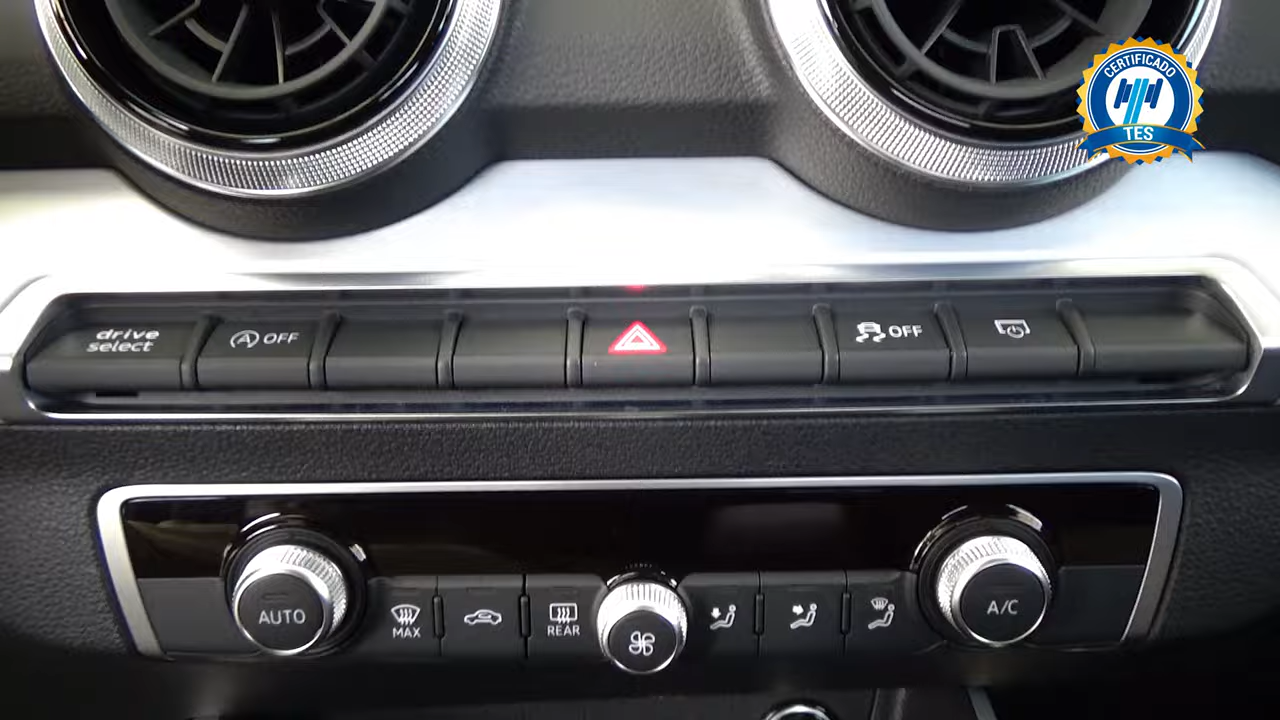 CERTIFICADO
TES
drive
select
A OFF
OFF
AUTO
MAX
REAR
A/C